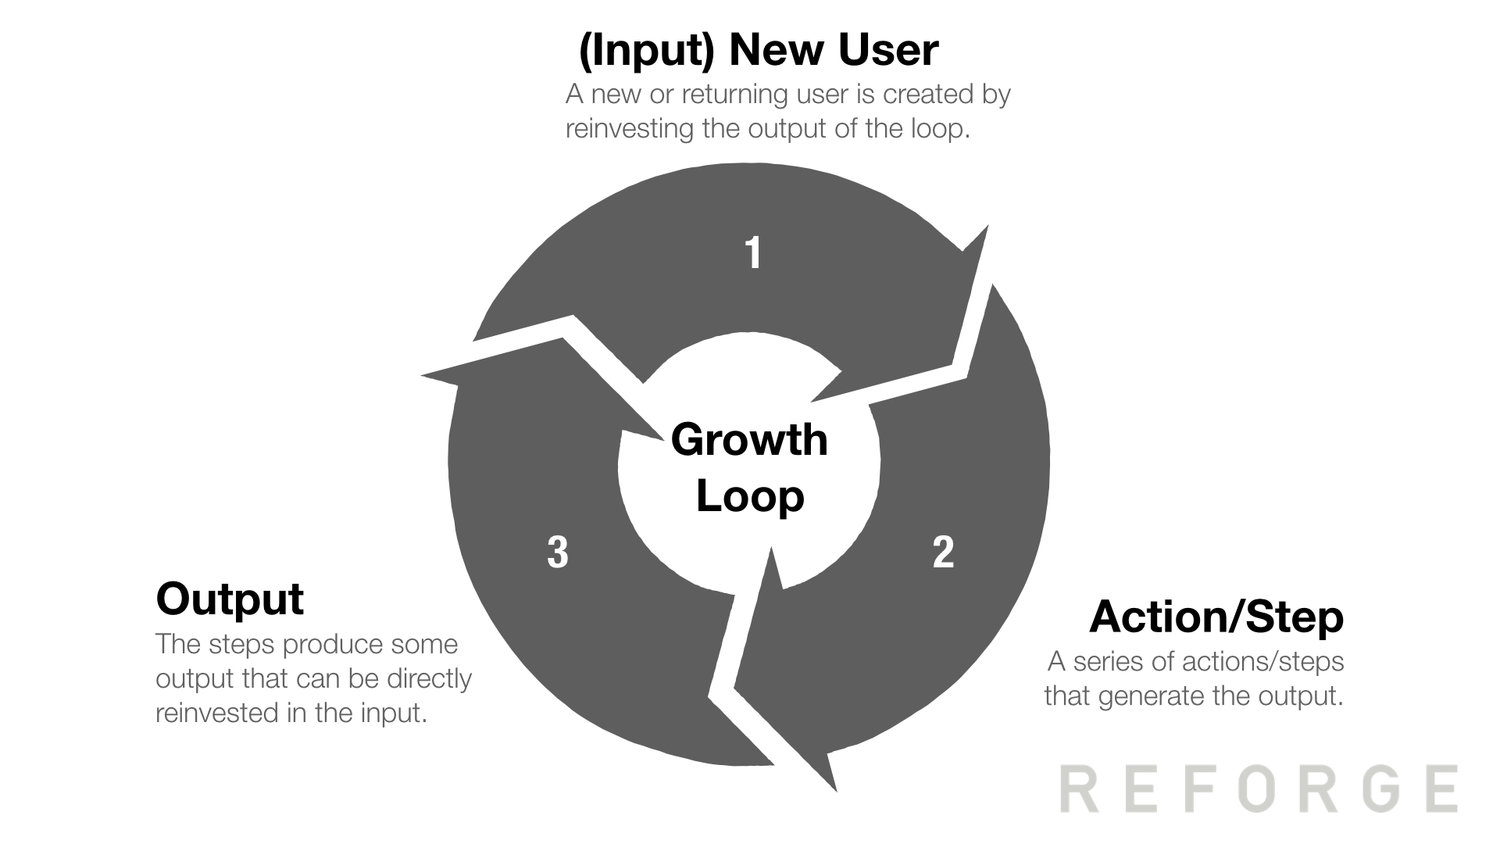 (Input) New User
A new or returning user is created by
reinvesting the output of the loop.
1
Growth
Loop
3
2
Output
The steps produce some
output that can be directly
reinvested in the input.
Action/Step
A series of actions/steps
that generate the output.
REFORGE